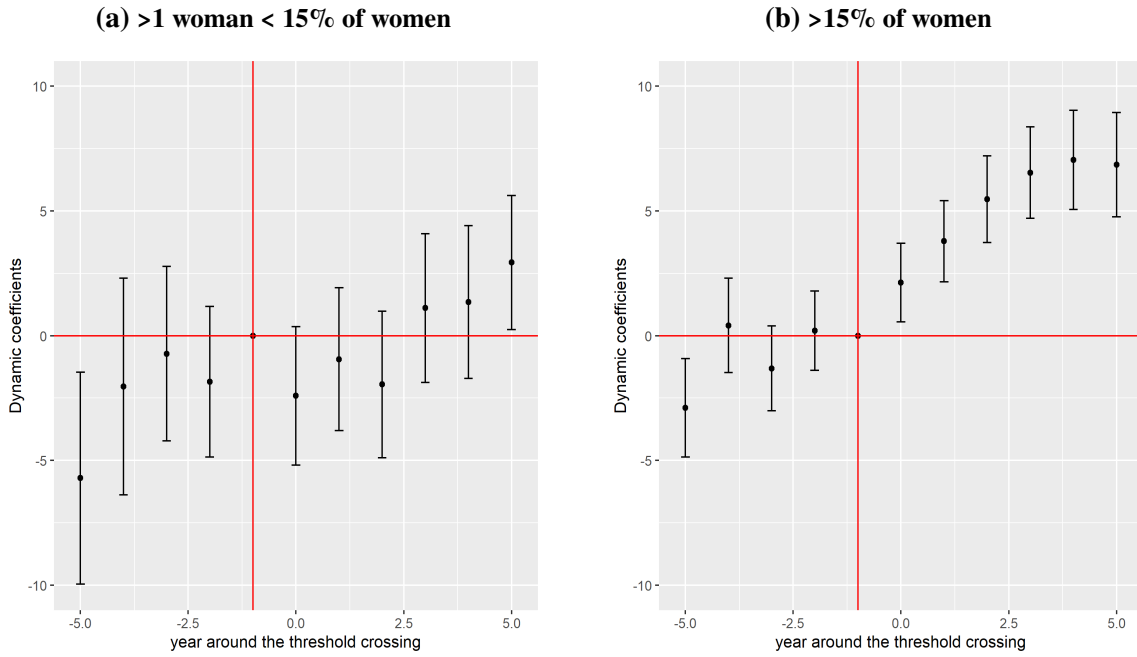 (a) >1 woman < 15% of women
10
5
0
-5
-10
Dynamic coefficients
-5.0 -2.5 0.0 2.5 5.0
year around the threshold crossing
(b) >15% of women
10
5
0
-5
-10
Dynamic coefficients
-5.0 -2.5 0.0 2.5 5.0
year around the threshold crossing